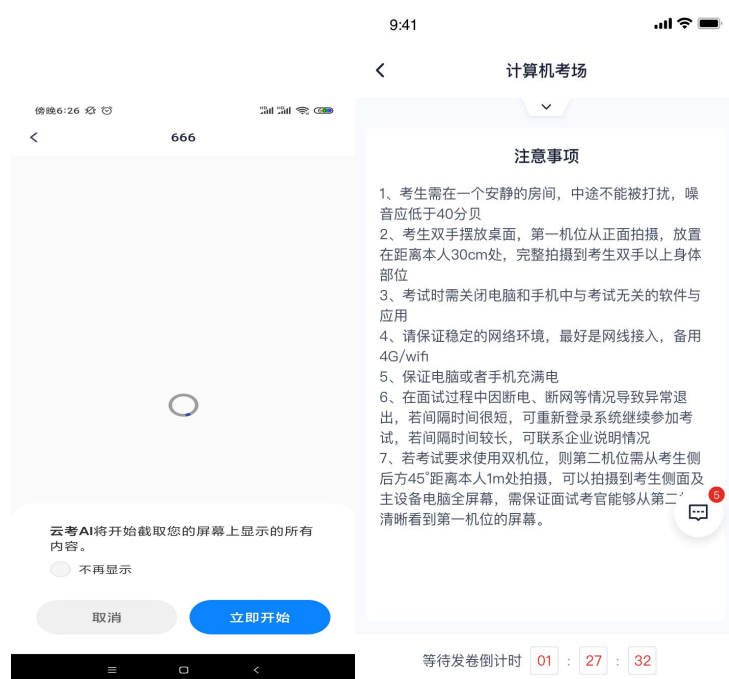 傍晚6:26
666
云考AI将开始截取您的屏幕上显示的所有
内容。
不再显示
取消
立即开始
9:41
计算机考场
注意事项
1、考生需在一个安静的房间，中途不能被打扰，噪
音应低于40分贝
2、考生双手摆放桌面，第一机位从正面拍摄，放置
在距离本人30cm处，完整拍摄到考生双手以上身体
部位
3、考试时需关闭电脑和手机中与考试无关的软件与
应用
4、请保证稳定的网络环境，最好是网线接入，备用
4G/wifi
5、保证电脑或者手机充满电
6、在面试过程中因断电、断网等情况导致异常退
出，若间隔时间很短，可重新登录系统继续参加考
试，若间隔时间较长，可联系企业说明情况
7、若考试要求使用双机位，则第二机位需从考生侧
后方45°距离本人1m处拍摄，可以拍摄到考生侧面及
主设备电脑全屏幕，需保证面试考官能够从第二
清晰看到第一机位的屏幕。
5
等待发卷倒计时 01 : 27 : 32